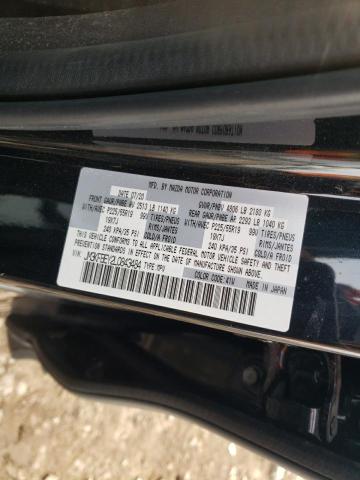 MFD. BY MAZDA MOTOR CORPORATION
DATE 07/20 GVWR/PNBV 4806 LB 2180 KG
FRONT GAWR/PNBE AV 2513 LB 1140 KG REAR GAWR/PNBE AR 2293 LB 1040 KG
WITH/AVEC P225/55R19 99V TIRES/PNEUS WITH/AVEC P225/55R19 99V TIRES/PNEUS
19X7J RIMS/JANTES 19X7J RIMS/JANTES
240 KPA/35 PSI COLD/A FROID 240 KPA/35 PSI COLD/A FROID
THIS VEHICLE CONFORMS TO ALL APPLICABLE FEDERAL MOTOR VEHICLE SAFETY AND
THEFT PREVENTION STANDARDS IN EFFECT ON THE DATE OF MANUFACTURE SHOWN ABOVE.
VIN: TYPE MPV COLOR CODE: 41W MADE IN JAPAN